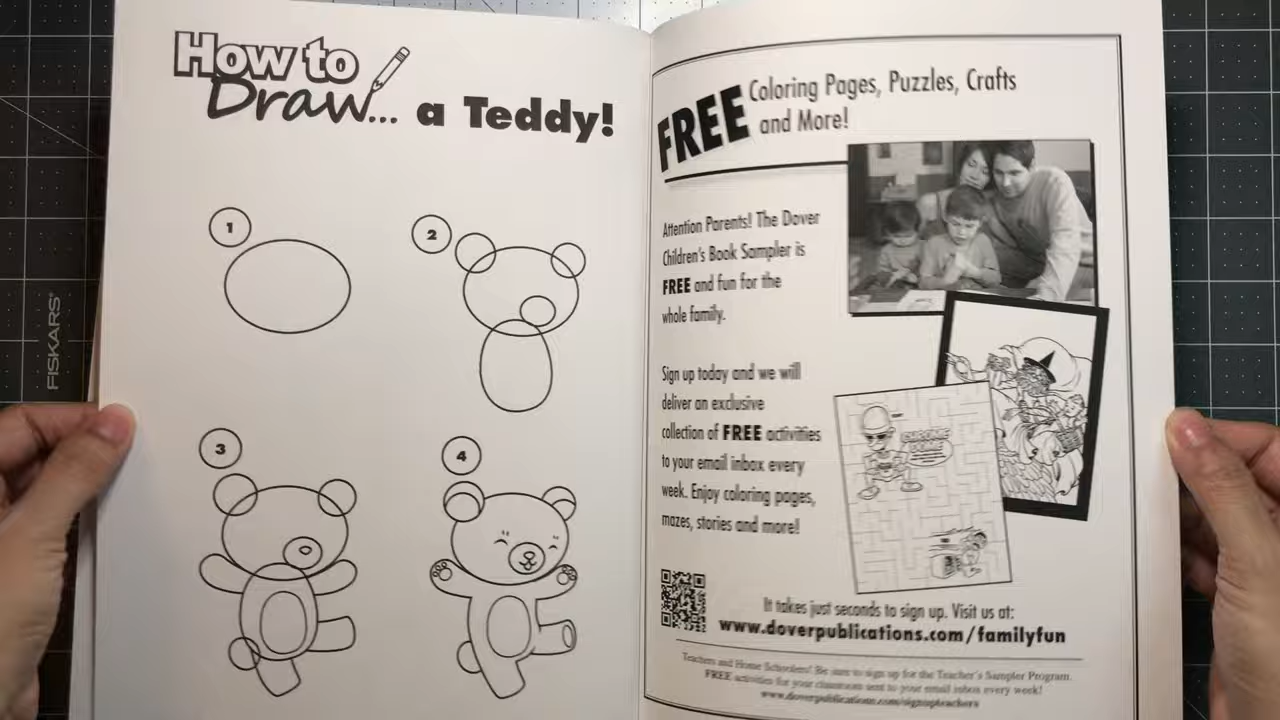 How to
Draw... a Teddy!
1
2
3
4
FISKARS®
FREE Coloring Pages, Puzzles, Crafts
and More!
Attention Parents! The Dover
Children's Book Sampler is
FREE and fun for the
whole family.
Sign up today and we will
deliver an exclusive
collection of FREE activities
to your email inbox every
week. Enjoy coloring pages,
mazes, stories and more!
It takes just seconds to sign up. Visit us at:
www.doverpublications.com/familyfun
Teachers and Home Schoolers! Be sure to sign up for the Teacher's Sampler Program.
FREE activities for your classroom sent to your email inbox every week!
www.doverpublications.com/signupteachers